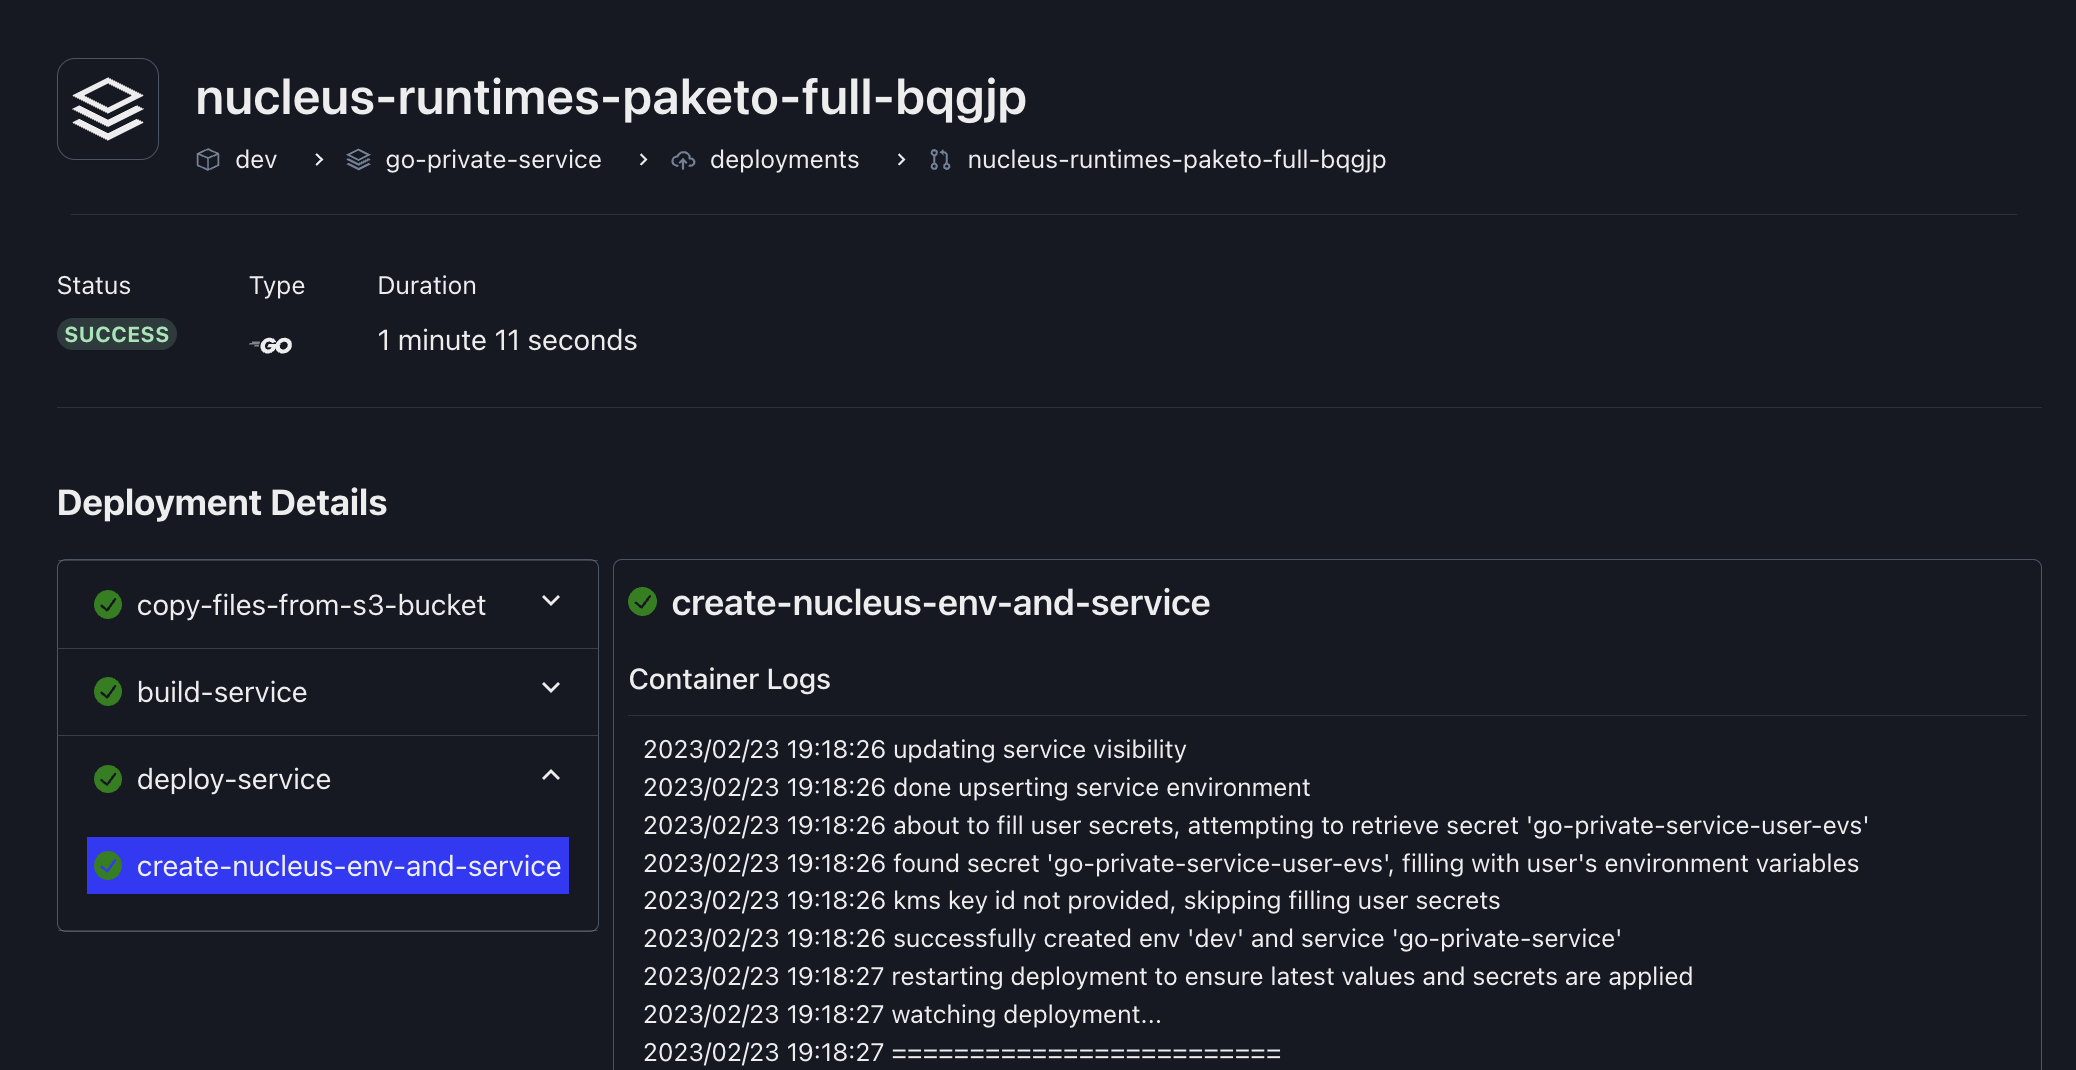 nucleus-runtimes-paketo-full-bqgjp
dev > go-private-service > deployments > nucleus-runtimes-paketo-full-bqgjp
Status Type Duration
SUCCESS GO 1 minute 11 seconds
Deployment Details
copy-files-from-s3-bucket
build-service
deploy-service
create-nucleus-env-and-service
create-nucleus-env-and-service
Container Logs
2023/02/23 19:18:26 updating service visibility
2023/02/23 19:18:26 done upserting service environment
2023/02/23 19:18:26 about to fill user secrets, attempting to retrieve secret 'go-private-service-user-evs'
2023/02/23 19:18:26 found secret 'go-private-service-user-evs', filling with user's environment variables
2023/02/23 19:18:26 kms key id not provided, skipping filling user secrets
2023/02/23 19:18:26 successfully created env 'dev' and service 'go-private-service'
2023/02/23 19:18:27 restarting deployment to ensure latest values and secrets are applied
2023/02/23 19:18:27 watching deployment...
2023/02/23 19:18:27 =========================